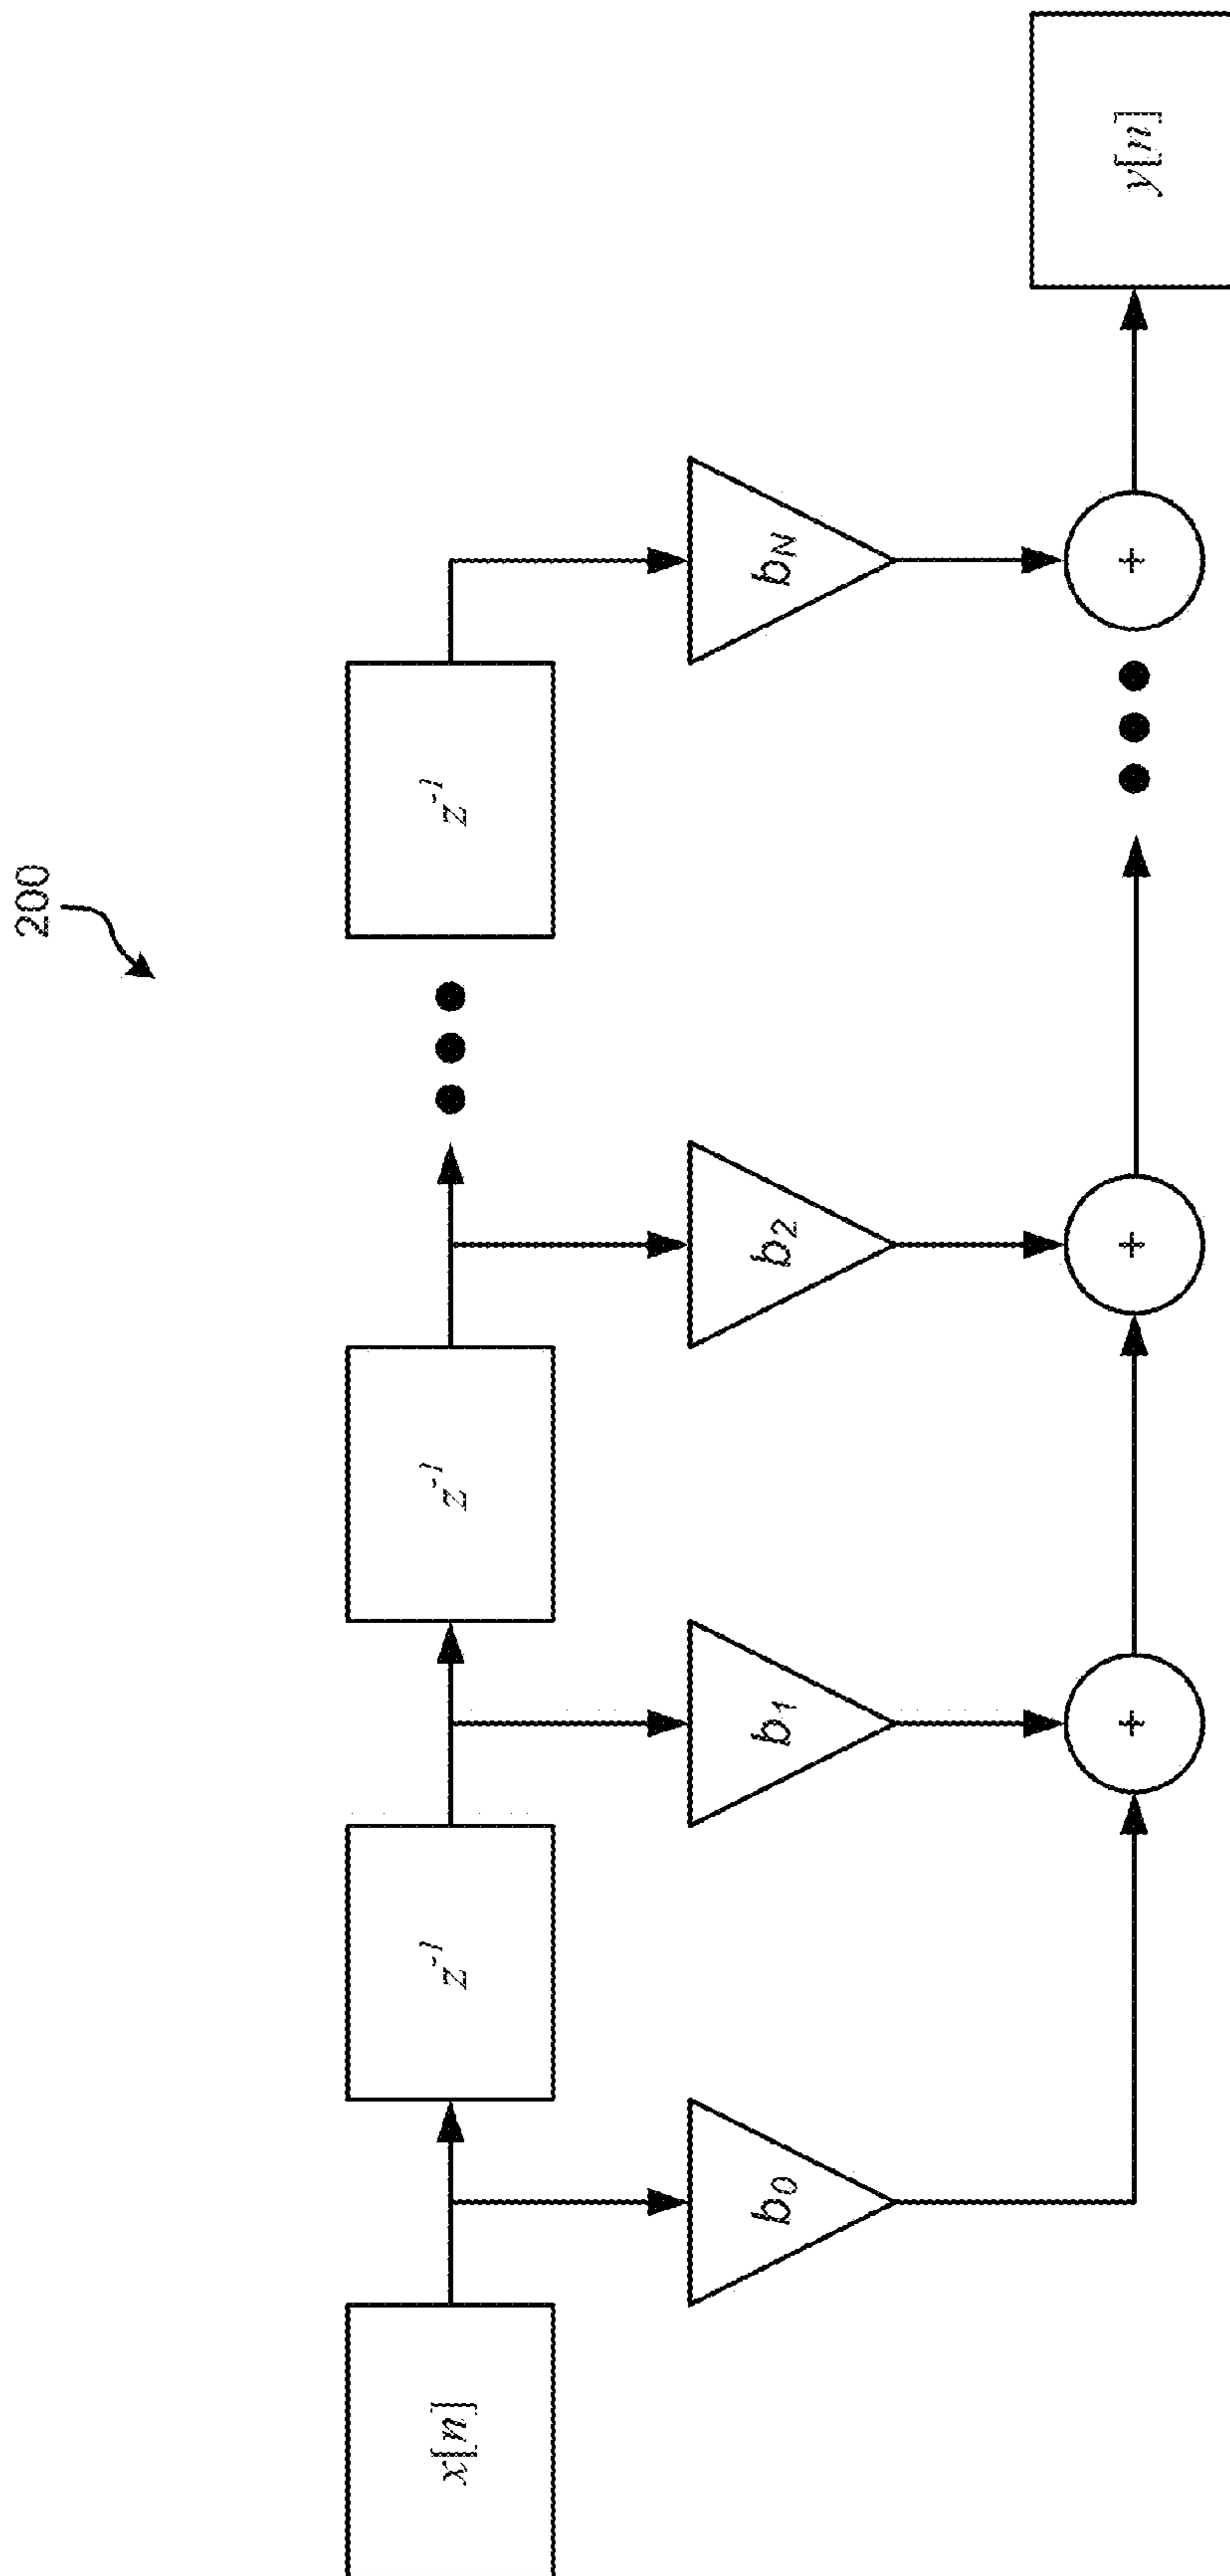 200
x[n]
z⁻¹
z⁻¹
z⁻¹
b₀
b₁
b₂
b_N
+
+
+
y[n]